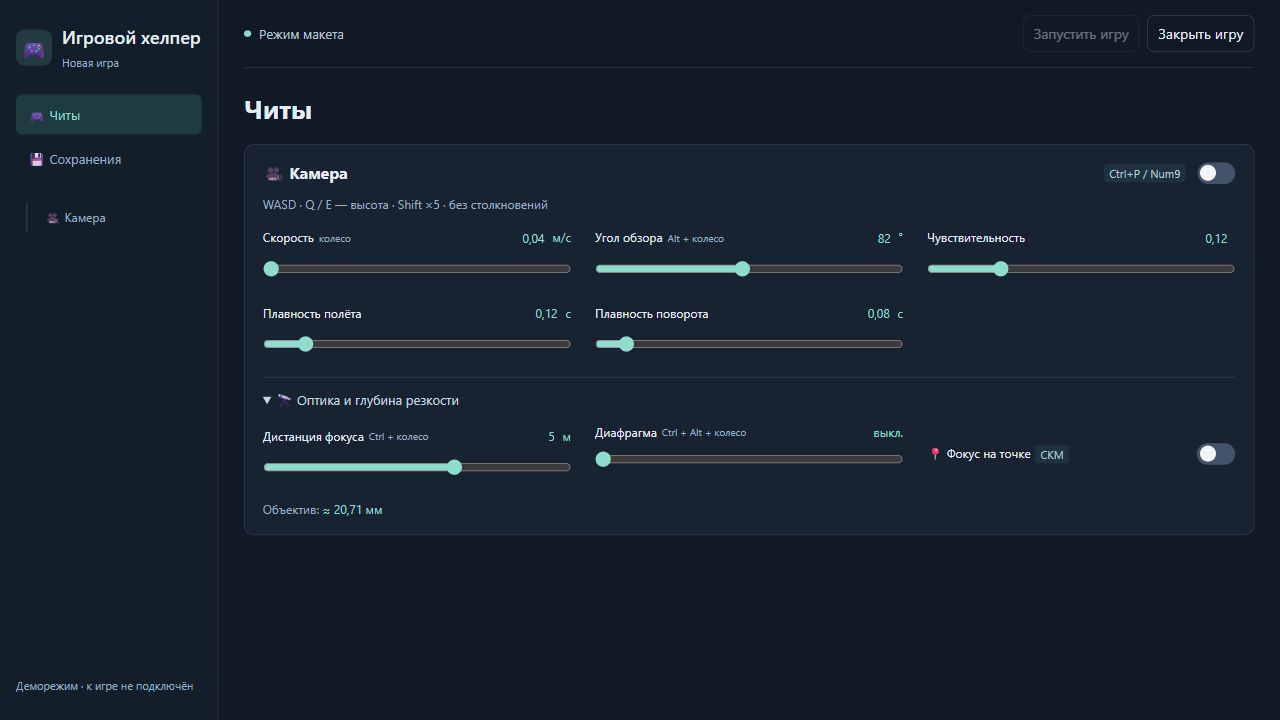 Игровой хелпер
Новая игра
Читы
Сохранения
Камера
Деморежим · к игре не подключён
Режим макета
Запустить игру
Закрыть игру
Читы
Камера
Ctrl+P / Num9
WASD · Q / E — высота · Shift ×5 · без столкновений
Скорость колесо 0,04 м/с
Угол обзора Alt + колесо 82 °
Чувствительность 0,12
Плавность полёта 0,12 с
Плавность поворота 0,08 с
Оптика и глубина резкости
Дистанция фокуса Ctrl + колесо 5 м
Диафрагма Ctrl + Alt + колесо выкл.
Фокус на точке СКМ
Объектив: ≈ 20,71 мм